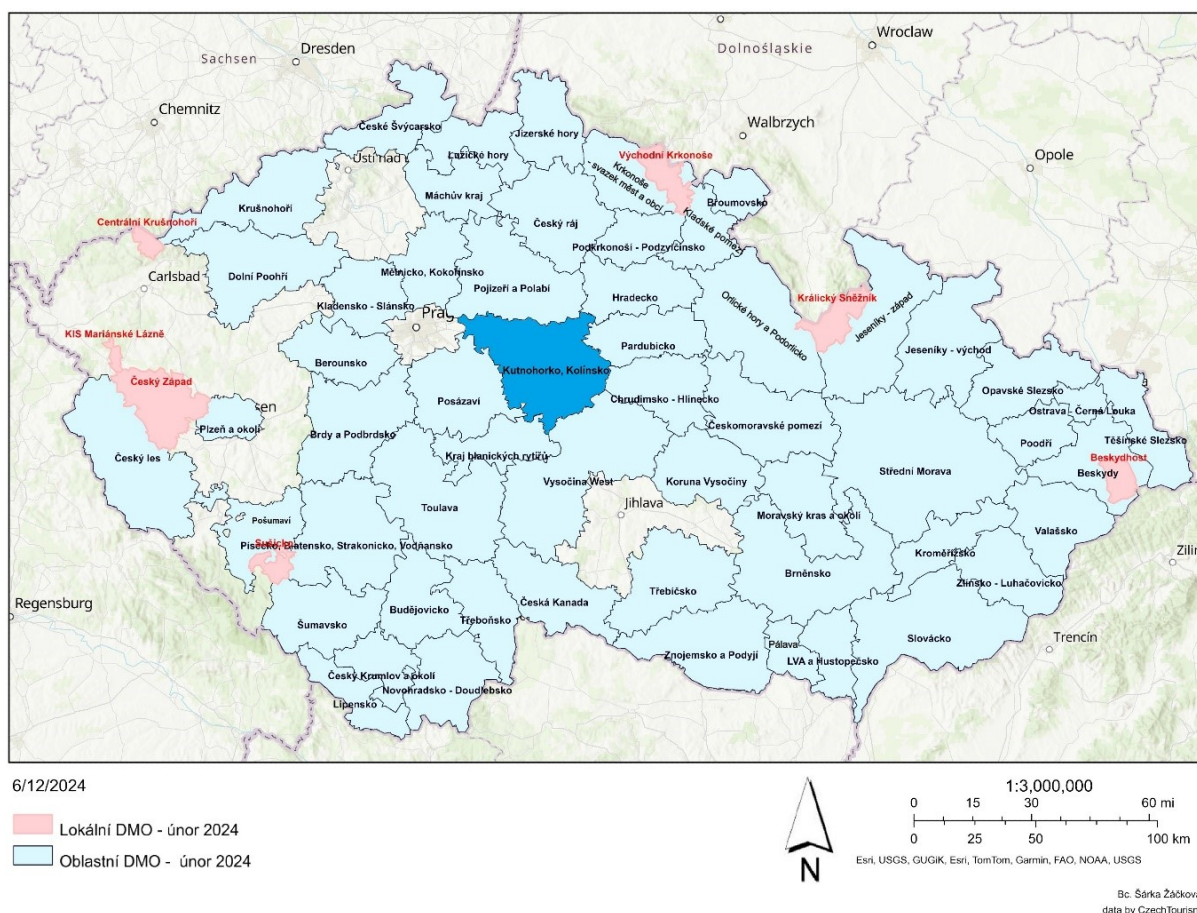 Dresden
Sachsen
Dolnośląskie
Wroclaw
Chemnitz
České Švýcarsko
Jizerské hory
Walbrzych
Ústí nad
Lužické hory
Východní Krkonoše
Opole
Krkonoše
- svazek měst a obcí
Máchův kraj
Krušnohoří
Broumovsko
Centrální Krušnohoří
Český ráj
Kladské pomezí
Podkrkonoší - Podzvičinsko
Carlsbad
Dolní Poohří
Mělnicko, Kokořínsko
Pojizeří a Polabí
Hradecko
Králický Sněžník
Kladensko - Slánsko
Prag
Orlické hory a Podorlicko
Jeseníky - západ
KIS Mariánské Lázně
Pardubicko
Jeseníky - východ
Berounsko
Kutnohorko, Kolínsko
Český Západ
Opavské Slezsko
Posázaví
Chrudimsko - Hlinecko
sen
Ostrava - Černá Louka
Plzeň a okolí
Českomoravské pomezí
Brdy a Podbrdsko
Poodří
Těšínské Slezsko
Český les
Kraj blanických rytířů
Beskydhost
Střední Morava
Beskydy
Vysočina West
Koruna Vysočiny
Jihlava
Toulava
Moravský kras a okolí
Pošumaví
Valašsko
Sušicko
Písecko, Blatensko, Strakonicko, Vodňansko
Kroměřížsko
Zilin
Brněnsko
Zlínsko - Luhačovicko
Třebíčsko
Česká Kanada
Regensburg
Budějovicko
Třeboňsko
Šumavsko
Slovácko
Trencín
Pálava
Znojemsko a Podyjí
LVA a Hustopečsko
Český Krumlov a okolí
Novohradsko - Doudlebsko
Lipensko
6/12/2024
Lokální DMO - únor 2024
Oblastní DMO - únor 2024
N
1:3,000,000
0 15 30 60 mi
0 25 50 100 km
Esri, USGS, GUGiK, Esri, TomTom, Garmin, FAO, NOAA, USGS
Bc. Šárka Žáčkova
data by CzechTourism